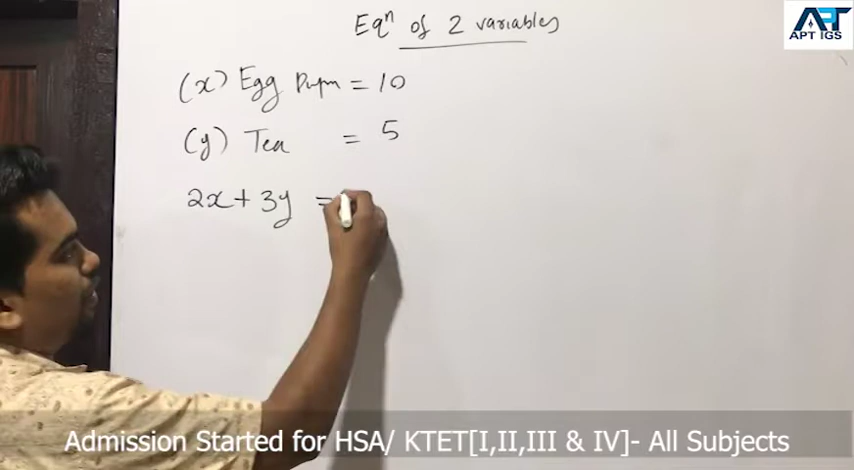 Eqⁿ of 2 variables
ART
APT IGS
(x) Egg = 10
(y) Tea = 5
2x + 3y =
Admission Started for HSA/ KTET[I,II,III & IV]- All Subjects